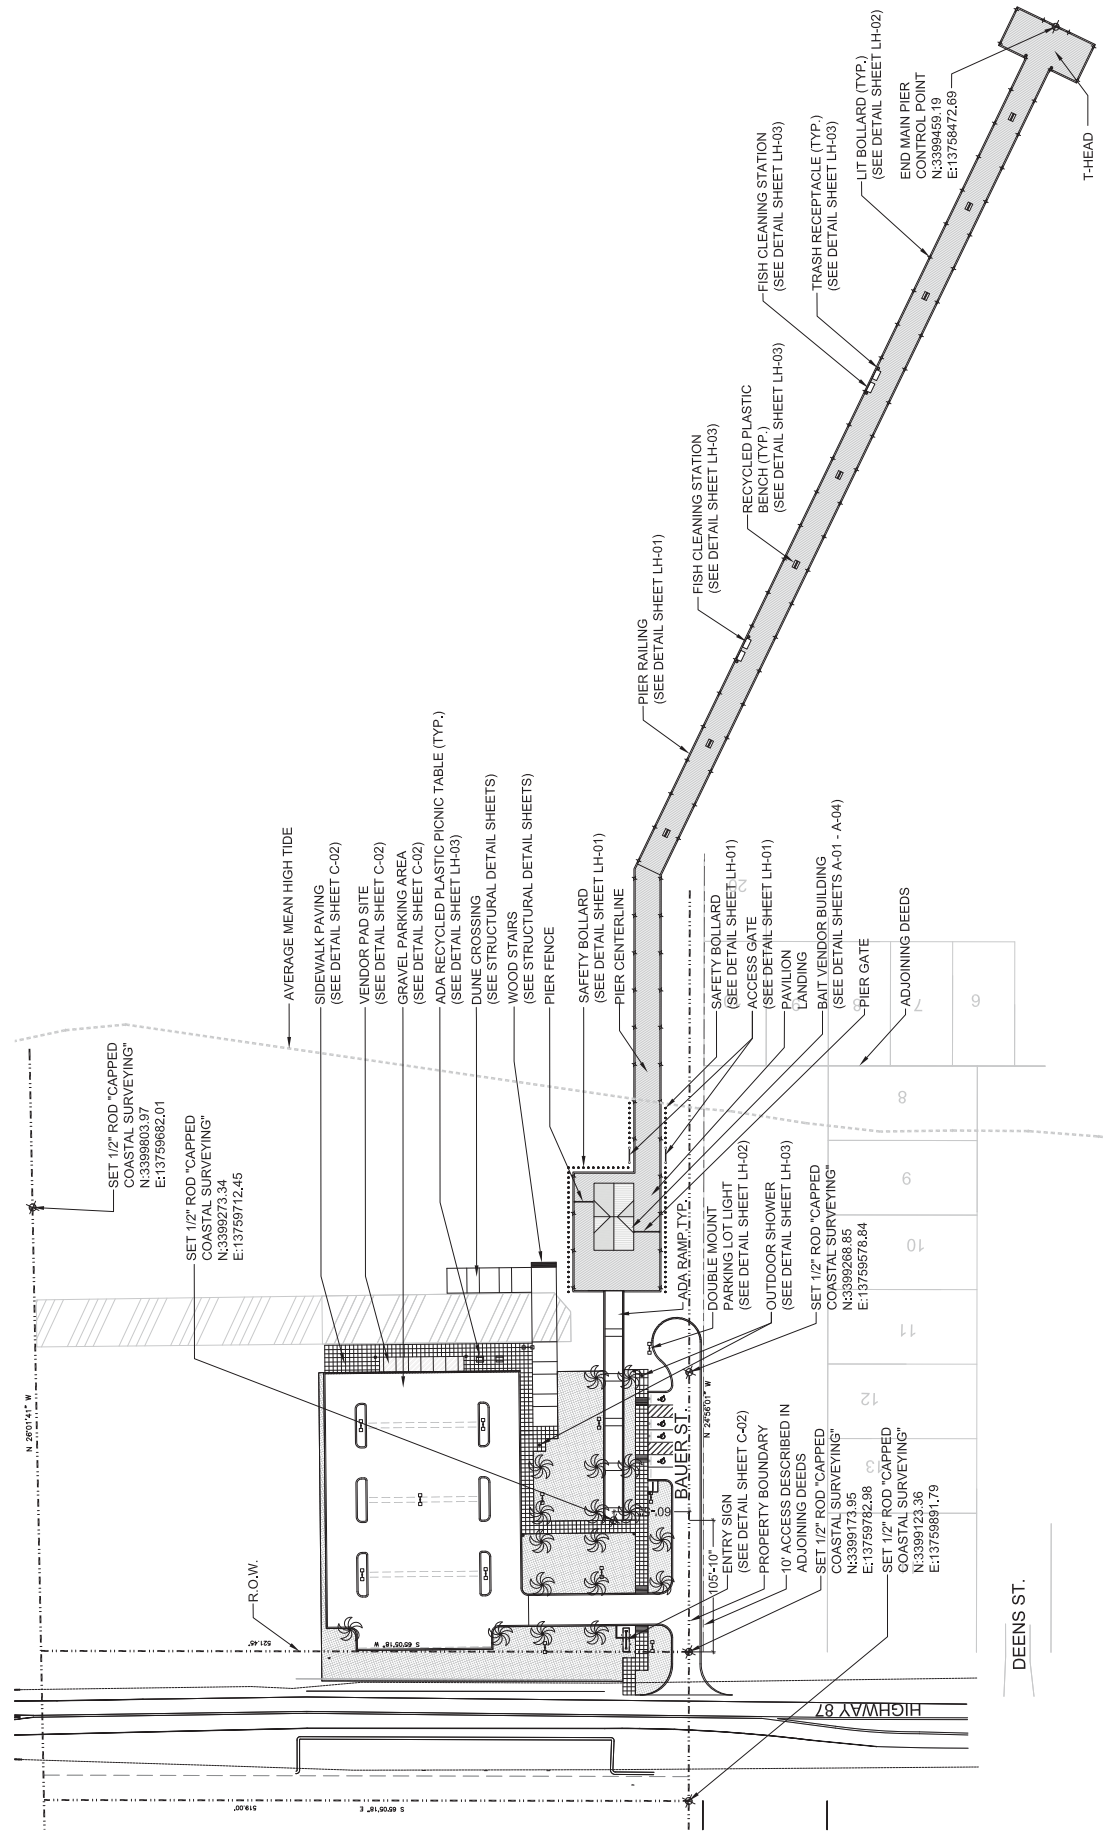 SET 1/2" ROD "CAPPED
COASTAL SURVEYING"
N:3399803.97
E:13759682.01
SET 1/2" ROD "CAPPED
COASTAL SURVEYING"
N:3399273.34
E:13759712.45
AVERAGE MEAN HIGH TIDE
SIDEWALK PAVING
(SEE DETAIL SHEET C-02)
VENDOR PAD SITE
(SEE DETAIL SHEET C-02)
GRAVEL PARKING AREA
(SEE DETAIL SHEET C-02)
ADA RECYCLED PLASTIC PICNIC TABLE (TYP.)
(SEE DETAIL SHEET LH-03)
DUNE CROSSING
(SEE STRUCTURAL DETAIL SHEETS)
WOOD STAIRS
(SEE STRUCTURAL DETAIL SHEETS)
PIER FENCE
SAFETY BOLLARD
(SEE DETAIL SHEET LH-01)
PIER CENTERLINE
PIER RAILING
(SEE DETAIL SHEET LH-01)
FISH CLEANING STATION
(SEE DETAIL SHEET LH-03)
RECYCLED PLASTIC
BENCH (TYP.)
(SEE DETAIL SHEET LH-03)
FISH CLEANING STATION
(SEE DETAIL SHEET LH-03)
TRASH RECEPTACLE (TYP.)
(SEE DETAIL SHEET LH-03)
LIT BOLLARD (TYP.)
(SEE DETAIL SHEET LH-02)
END MAIN PIER
CONTROL POINT
N:3399459.19
E:13758472.69
T-HEAD
SAFETY BOLLARD
(SEE DETAIL SHEET LH-01)
ACCESS GATE
(SEE DETAIL SHEET LH-01)
PAVILION
LANDING
BAIT VENDOR BUILDING
(SEE DETAIL SHEETS A-01 - A-04)
PIER GATE
ADJOINING DEEDS
ADA RAMP TYP.
DOUBLE MOUNT
PARKING LOT LIGHT
(SEE DETAIL SHEET LH-02)
OUTDOOR SHOWER
(SEE DETAIL SHEET LH-03)
SET 1/2" ROD "CAPPED
COASTAL SURVEYING"
N:3399268.85
E:13759578.84
R.O.W.
ENTRY SIGN
(SEE DETAIL SHEET C-02)
PROPERTY BOUNDARY
10' ACCESS DESCRIBED IN
ADJOINING DEEDS
SET 1/2" ROD "CAPPED
COASTAL SURVEYING"
N:3399173.95
E:13759782.98
SET 1/2" ROD "CAPPED
COASTAL SURVEYING"
N:3399123.36
E:13759891.79
N 26°01'41" W
N 24°56'01" W
S 65°05'18" W
521.45'
S 65°05'18" E
519.00'
105'-10"
BAUER ST.
HIGHWAY 87
DEENS ST.
6
7
8
8
9
10
11
12
13